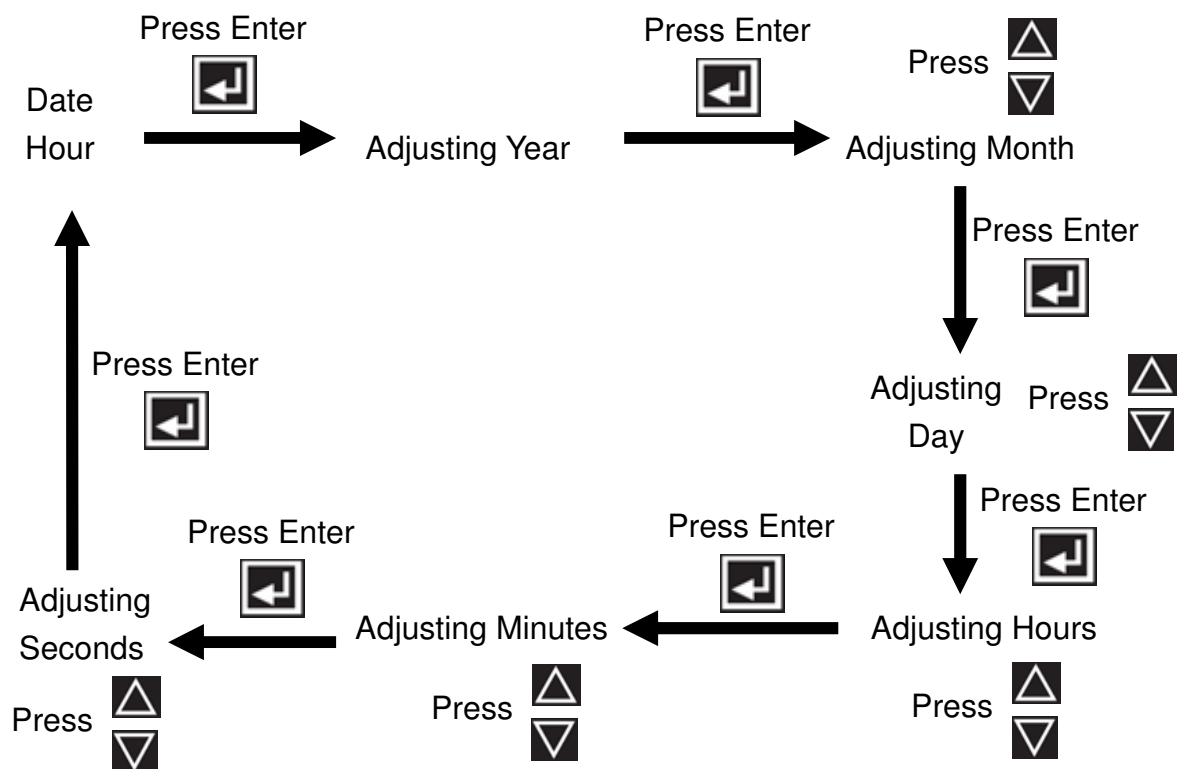 Press Enter
Press Enter
Press
Date
Hour
Adjusting Year
Adjusting Month
Press Enter
Press Enter
Adjusting
Day
Press
Press Enter
Press Enter
Press Enter
Adjusting
Seconds
Adjusting Minutes
Adjusting Hours
Press
Press
Press